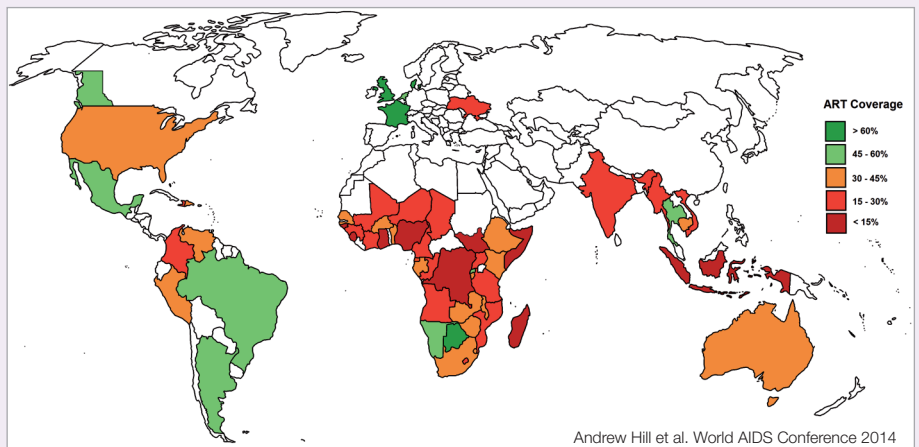 ART Coverage
> 60%
45 - 60%
30 - 45%
15 - 30%
< 15%
Andrew Hill et al. World AIDS Conference 2014